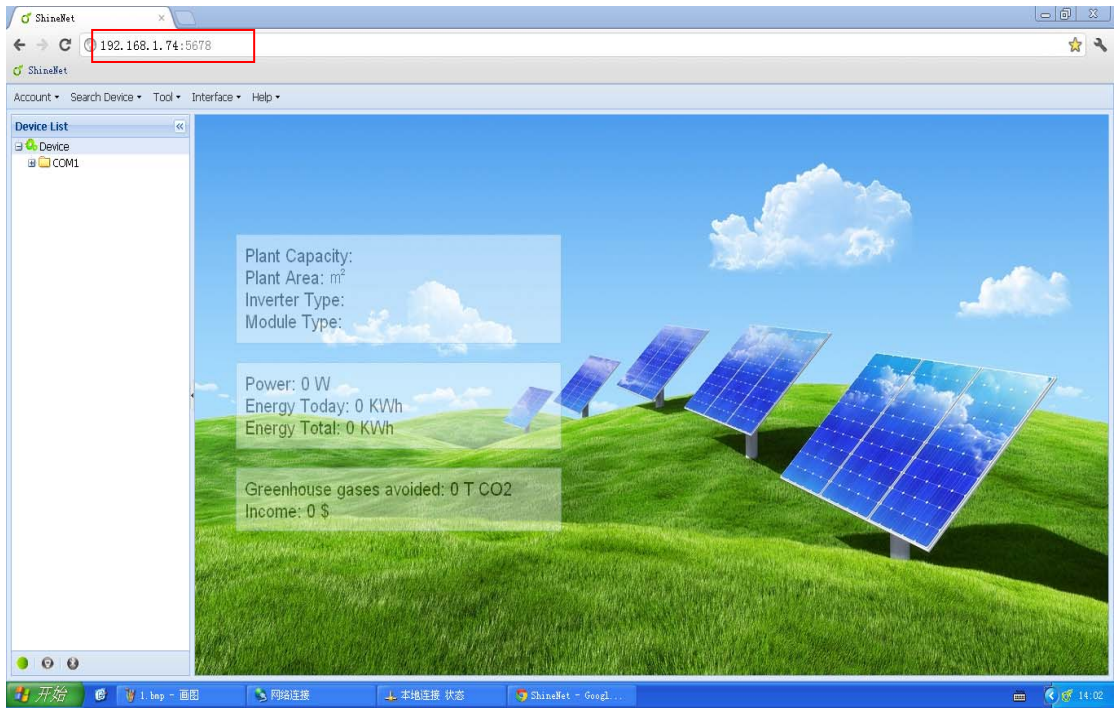 ShineNet
192.168.1.74:5678
ShineNet
Account Search Device Tool Interface Help
Device List
Device
COM1
Plant Capacity:
Plant Area: m²
Inverter Type:
Module Type:
Power: 0 W
Energy Today: 0 KWh
Energy Total: 0 KWh
Greenhouse gases avoided: 0 T CO2
Income: 0 $
开始 1.bmp - 画图 网络连接 本地连接 状态 ShineNet - Googl... 14:02